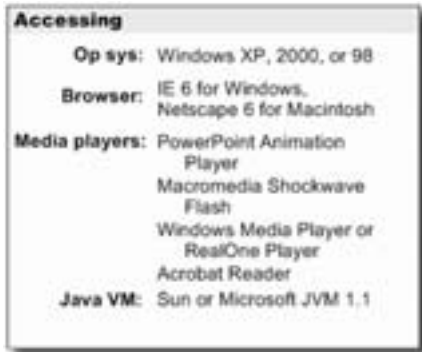 Accessing
Op sys: Windows XP, 2000, or 98
Browser: IE 6 for Windows,
Netscape 6 for Macintosh
Media players: PowerPoint Animation
Player
Macromedia Shockwave
Flash
Windows Media Player or
RealOne Player
Acrobat Reader
Java VM: Sun or Microsoft JVM 1.1